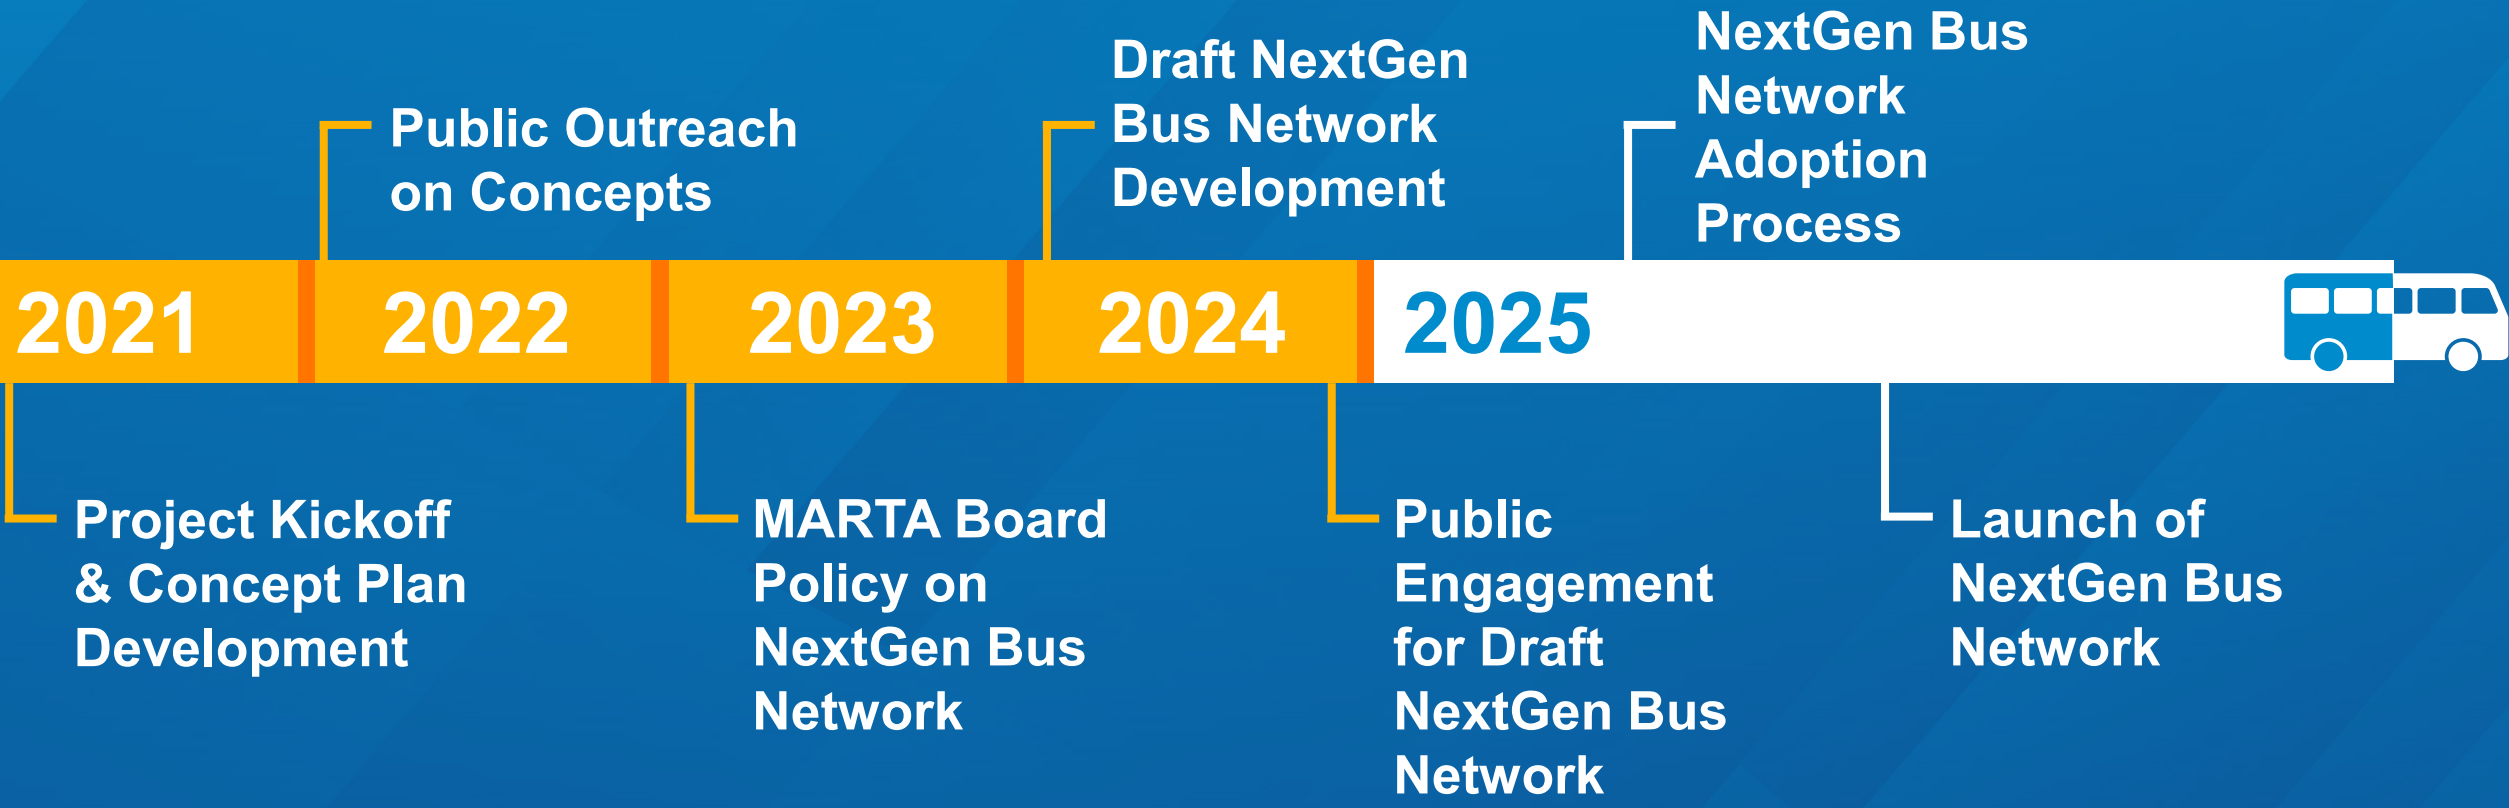 NextGen Bus
Network
Adoption
Process
Draft NextGen
Bus Network
Development
Public Outreach
on Concepts
2021
2022
2023
2024
2025
Project Kickoff
& Concept Plan
Development
MARTA Board
Policy on
NextGen Bus
Network
Public
Engagement
for Draft
NextGen Bus
Network
Launch of
NextGen Bus
Network